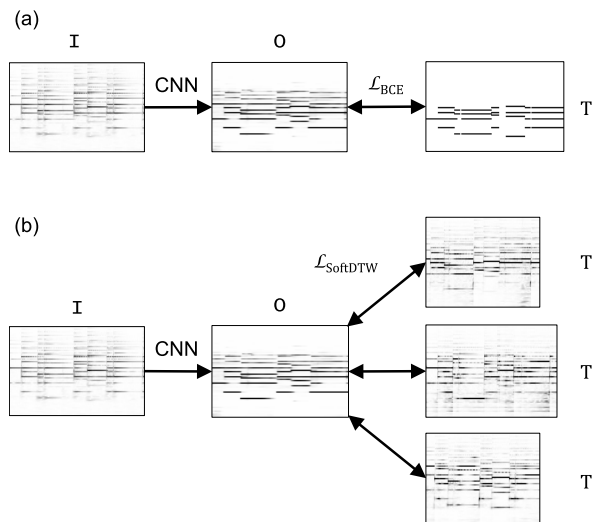 (a)
I O
CNN ℒBCE T
(b)
T
ℒSoftDTW
I O
CNN T
T